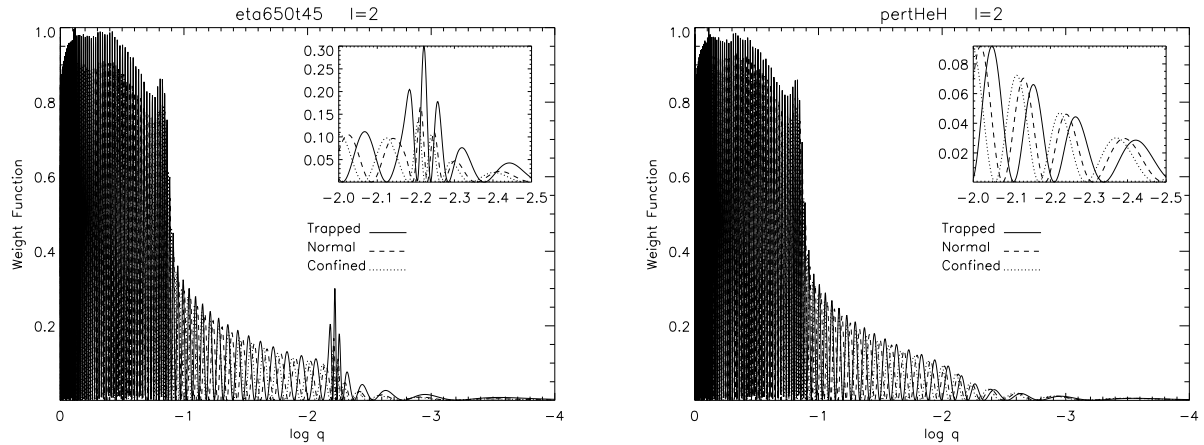 eta650t45 l=2
1.0
0.8
0.6
0.4
0.2
Weight Function
0.30
0.25
0.20
0.15
0.10
0.05
−2.0 −2.1 −2.2 −2.3 −2.4 −2.5
Trapped
Normal
Confined
0 −1 −2 −3 −4
log q
pertHeH l=2
1.0
0.8
0.6
0.4
0.2
Weight Function
0.08
0.06
0.04
0.02
−2.0 −2.1 −2.2 −2.3 −2.4 −2.5
Trapped
Normal
Confined
0 −1 −2 −3 −4
log q